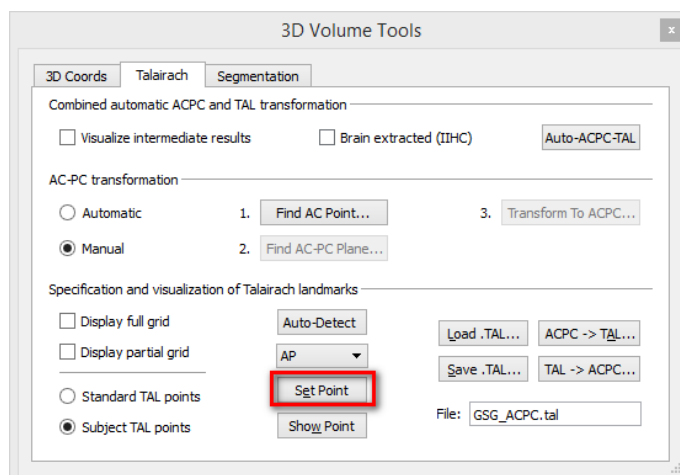 3D Volume Tools
x
3D Coords Talairach Segmentation
Combined automatic ACPC and TAL transformation
Visualize intermediate results Brain extracted (IIHC) Auto-ACPC-TAL
AC-PC transformation
Automatic 1. Find AC Point... 3. Transform To ACPC...
Manual 2. Find AC-PC Plane...
Specification and visualization of Talairach landmarks
Display full grid Auto-Detect Load .TAL... ACPC -> TAL...
Display partial grid AP Save .TAL... TAL -> ACPC...
Standard TAL points Set Point
Subject TAL points Show Point File: GSG_ACPC.tal